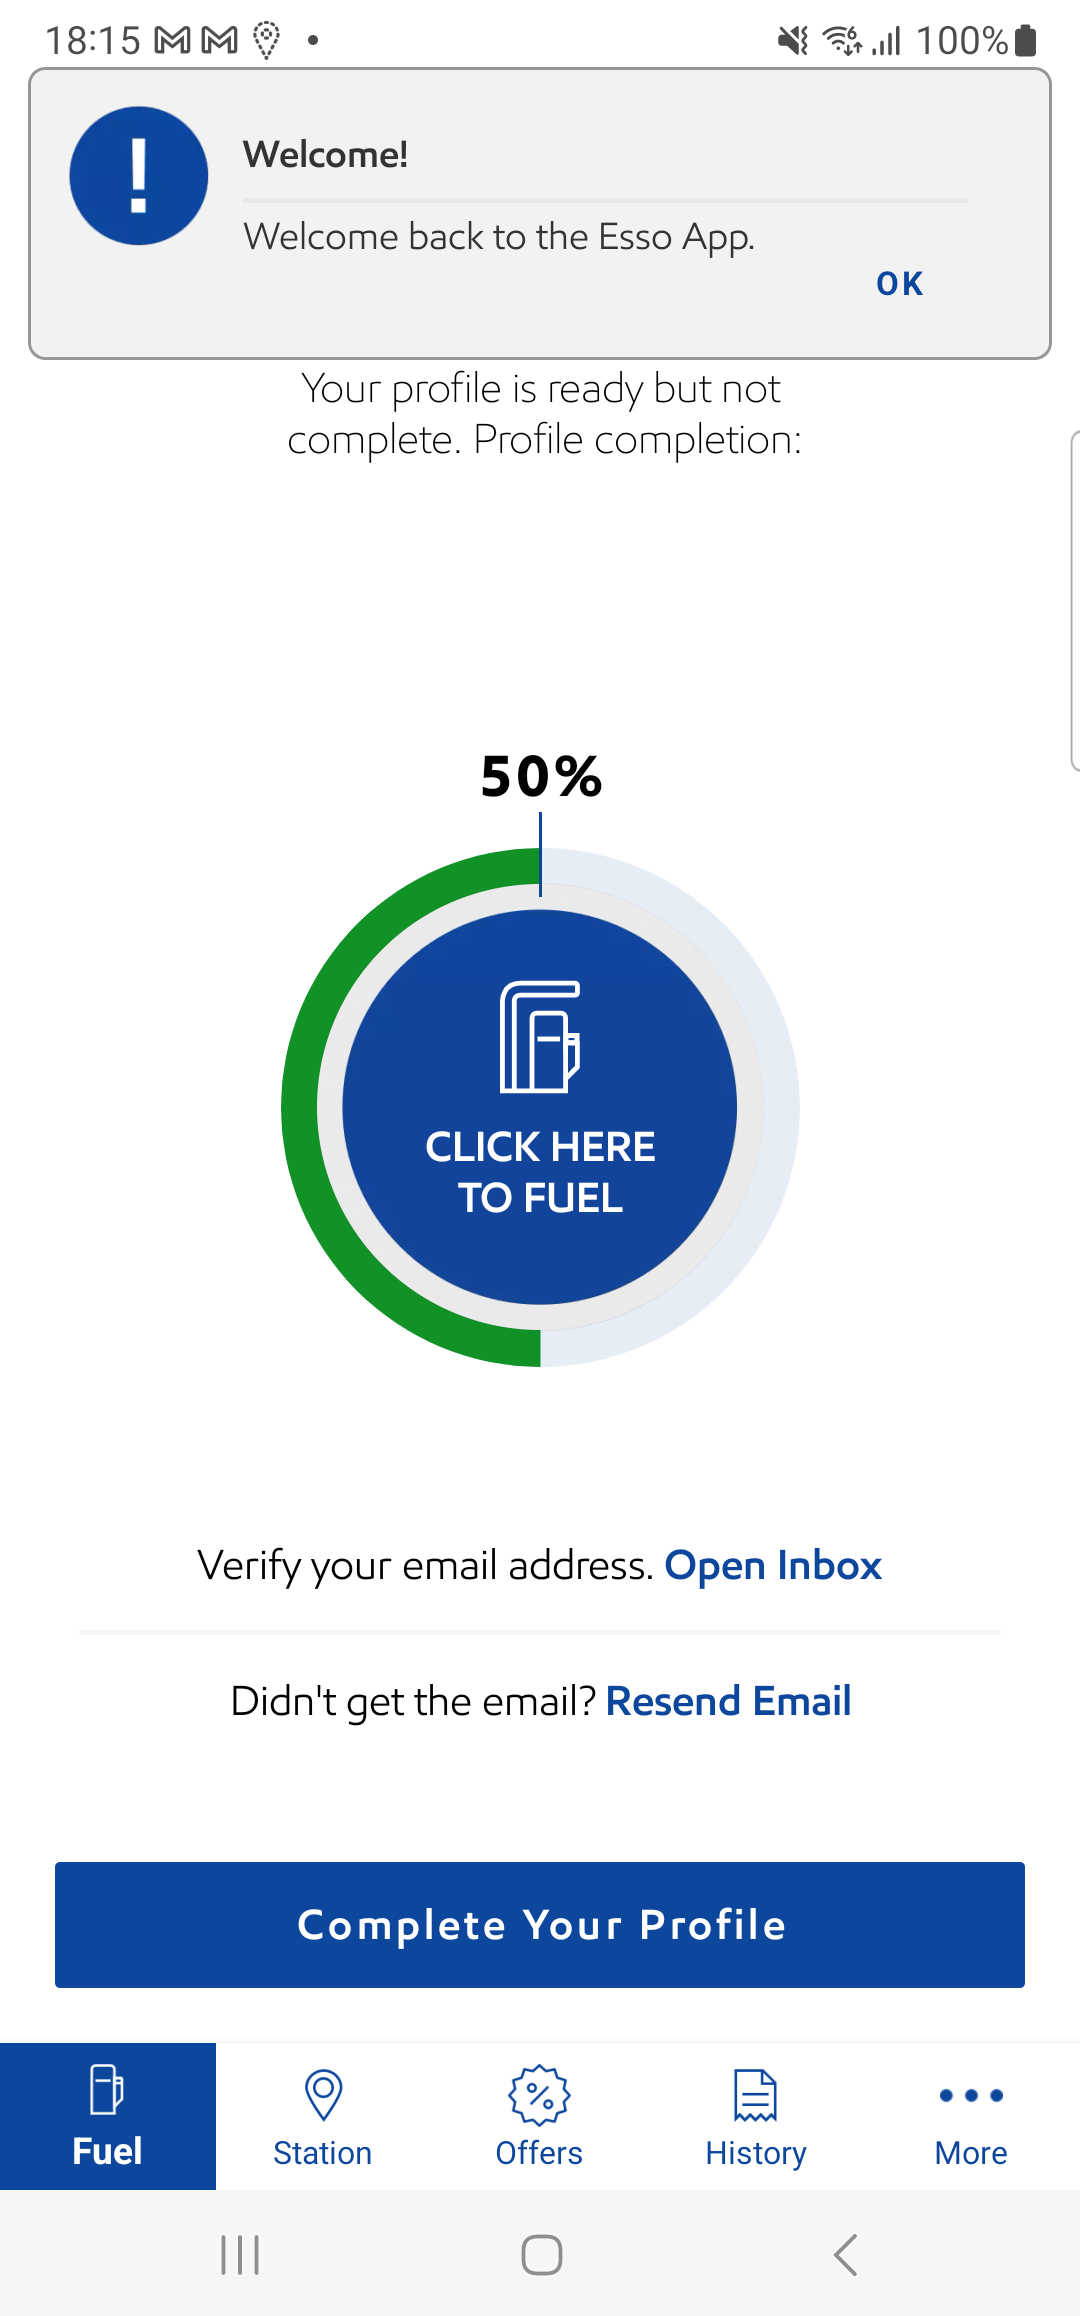 18:15
100%
Welcome!
Welcome back to the Esso App.
OK
Your profile is ready but not
complete. Profile completion:
50%
CLICK HERE
TO FUEL
Verify your email address. Open Inbox
Didn't get the email? Resend Email
Complete Your Profile
Fuel
Station
Offers
History
More